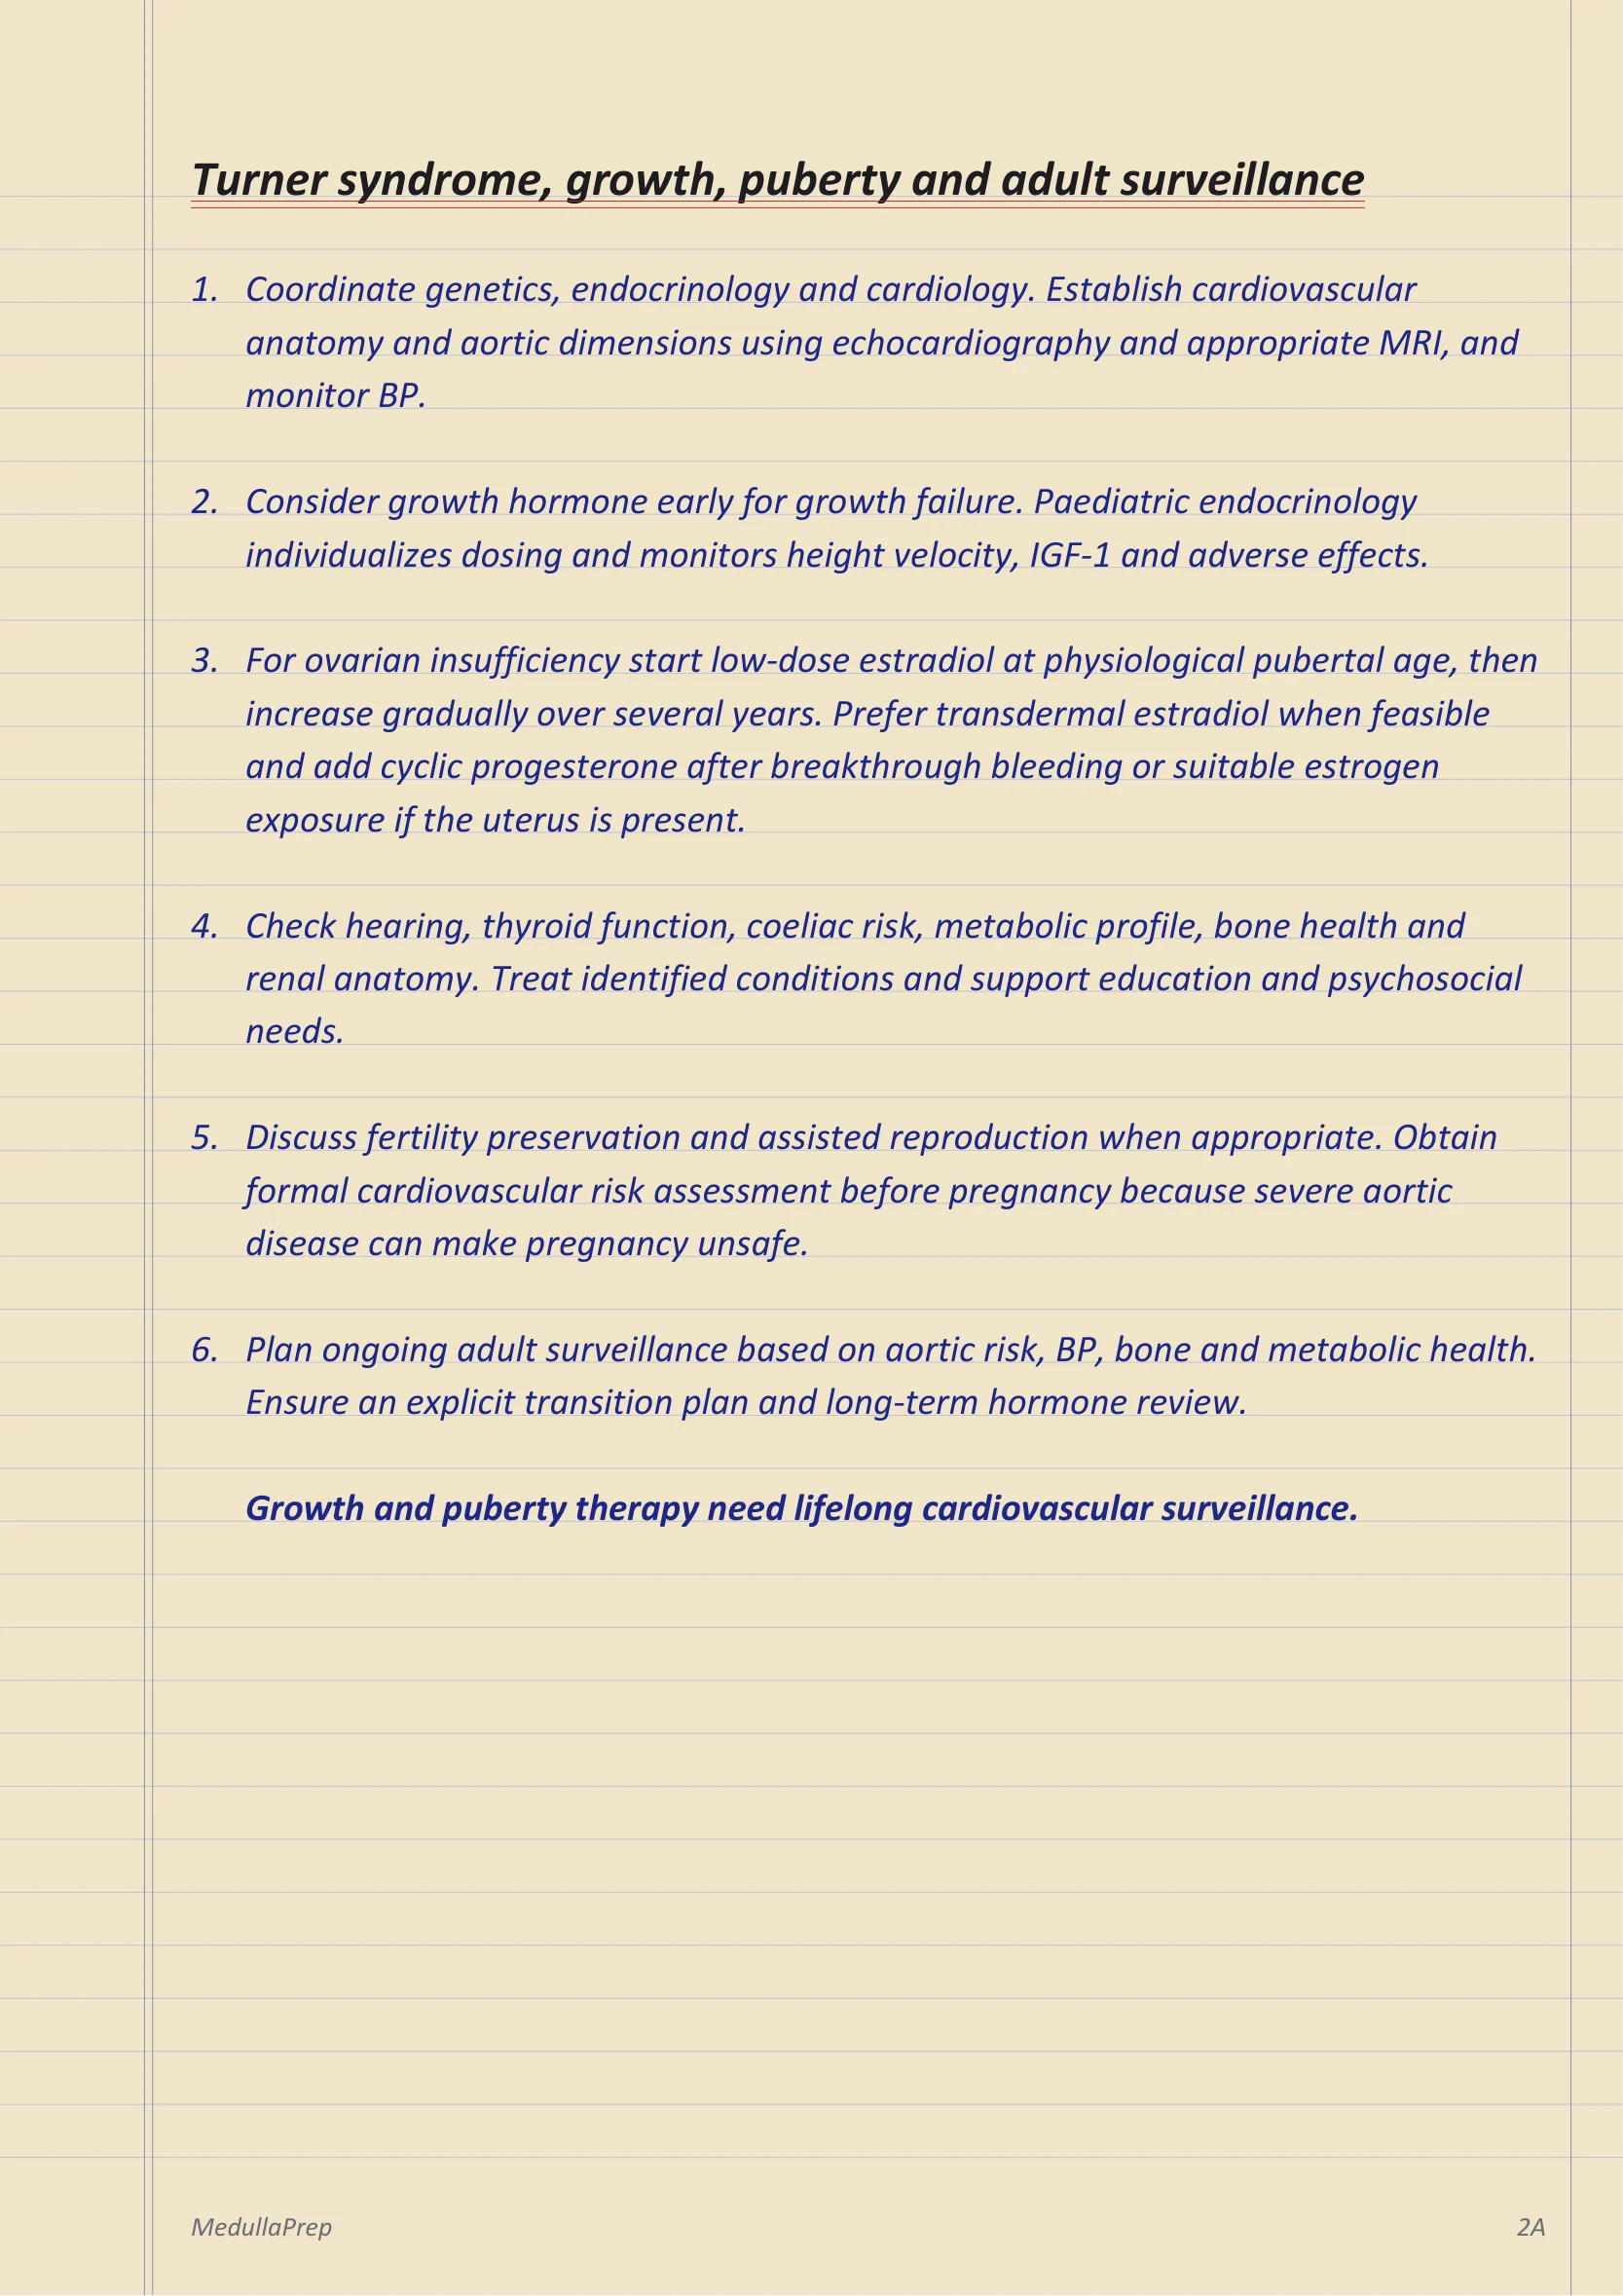 Turner syndrome, growth, puberty and adult surveillance
1. Coordinate genetics, endocrinology and cardiology. Establish cardiovascular
anatomy and aortic dimensions using echocardiography and appropriate MRI, and
monitor BP.
2. Consider growth hormone early for growth failure. Paediatric endocrinology
individualizes dosing and monitors height velocity, IGF-1 and adverse effects.
3. For ovarian insufficiency start low-dose estradiol at physiological pubertal age, then
increase gradually over several years. Prefer transdermal estradiol when feasible
and add cyclic progesterone after breakthrough bleeding or suitable estrogen
exposure if the uterus is present.
4. Check hearing, thyroid function, coeliac risk, metabolic profile, bone health and
renal anatomy. Treat identified conditions and support education and psychosocial
needs.
5. Discuss fertility preservation and assisted reproduction when appropriate. Obtain
formal cardiovascular risk assessment before pregnancy because severe aortic
disease can make pregnancy unsafe.
6. Plan ongoing adult surveillance based on aortic risk, BP, bone and metabolic health.
Ensure an explicit transition plan and long-term hormone review.
Growth and puberty therapy need lifelong cardiovascular surveillance.
MedullaPrep
2A